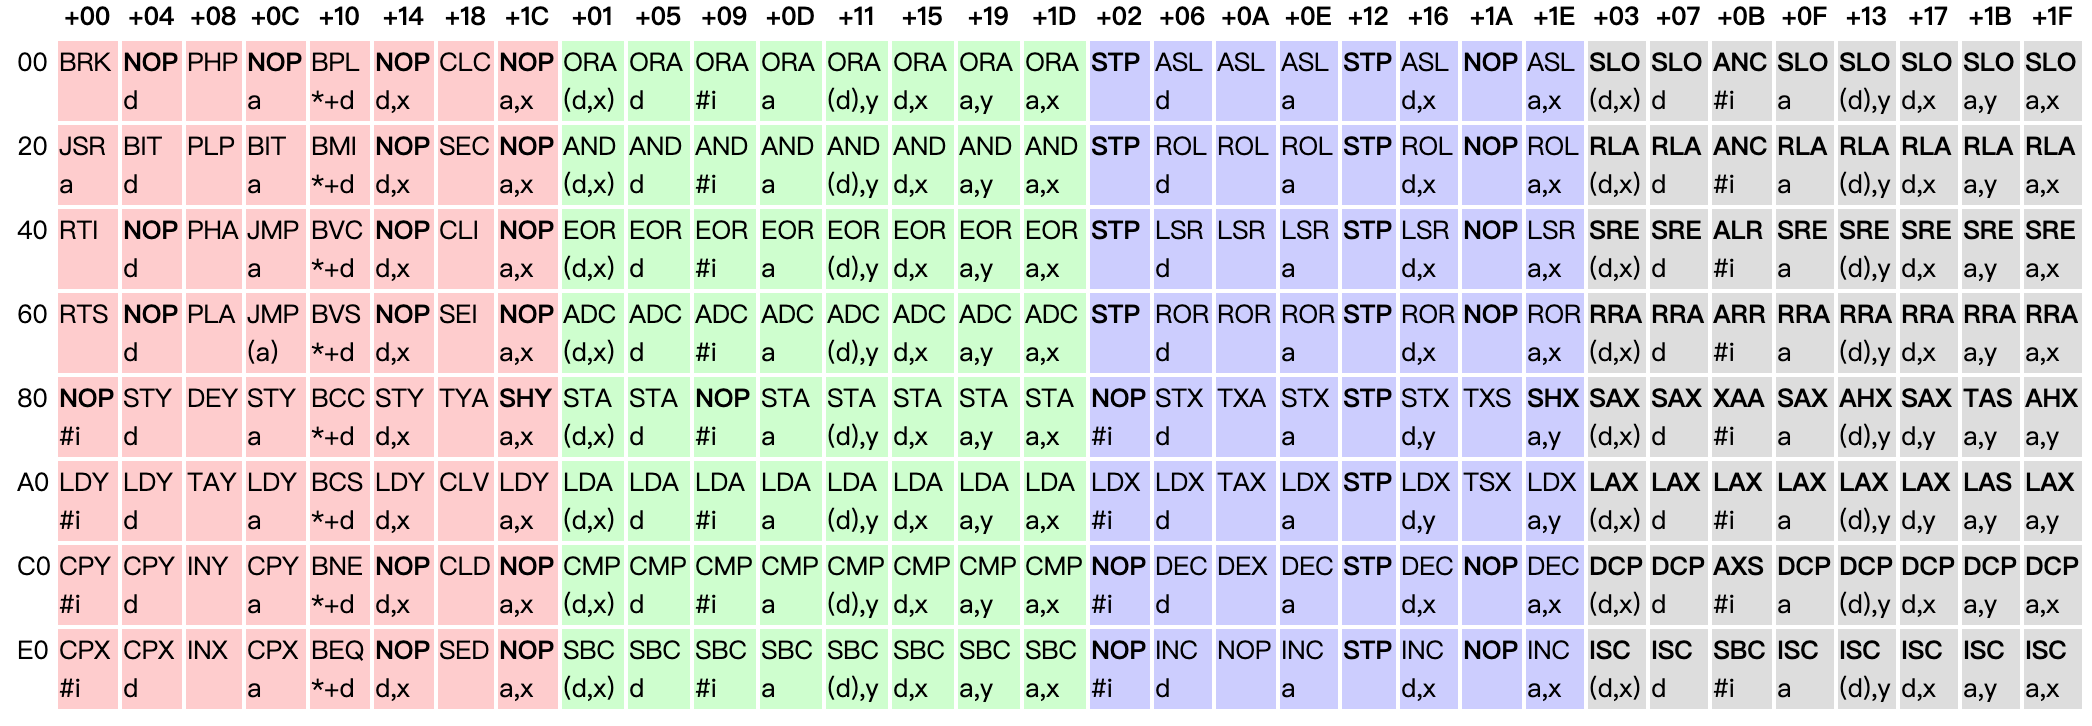 +00 +04 +08 +0C +10 +14 +18 +1C +01 +05 +09 +0D +11 +15 +19 +1D +02 +06 +0A +0E +12 +16 +1A +1E +03 +07 +0B +0F +13 +17 +1B +1F
00 BRK NOP PHP NOP BPL NOP CLC NOP ORA ORA ORA ORA ORA ORA ORA ORA STP ASL ASL ASL STP ASL NOP ASL SLO SLO ANC SLO SLO SLO SLO SLO
d a *+d d,x a,x (d,x) d #i a (d),y d,x a,y a,x d a d,x a,x (d,x) d #i a (d),y d,x a,y a,x
20 JSR BIT PLP BIT BMI NOP SEC NOP AND AND AND AND AND AND AND AND STP ROL ROL ROL STP ROL NOP ROL RLA RLA ANC RLA RLA RLA RLA RLA
a d a *+d d,x a,x (d,x) d #i a (d),y d,x a,y a,x d a d,x a,x (d,x) d #i a (d),y d,x a,y a,x
40 RTI NOP PHA JMP BVC NOP CLI NOP EOR EOR EOR EOR EOR EOR EOR EOR STP LSR LSR LSR STP LSR NOP LSR SRE SRE ALR SRE SRE SRE SRE SRE
d a *+d d,x a,x (d,x) d #i a (d),y d,x a,y a,x d a d,x a,x (d,x) d #i a (d),y d,x a,y a,x
60 RTS NOP PLA JMP BVS NOP SEI NOP ADC ADC ADC ADC ADC ADC ADC ADC STP ROR ROR ROR STP ROR NOP ROR RRA RRA ARR RRA RRA RRA RRA RRA
d (a) *+d d,x a,x (d,x) d #i a (d),y d,x a,y a,x d a d,x a,x (d,x) d #i a (d),y d,x a,y a,x
80 NOP STY DEY STY BCC STY TYA SHY STA STA NOP STA STA STA STA STA NOP STX TXA STX STP STX TXS SHX SAX SAX XAA SAX AHX SAX TAS AHX
#i d a *+d d,x a,x (d,x) d #i a (d),y d,x a,y a,x #i d a d,y a,y (d,x) d #i a (d),y d,y a,y a,y
A0 LDY LDY TAY LDY BCS LDY CLV LDY LDA LDA LDA LDA LDA LDA LDA LDA LDX LDX TAX LDX STP LDX TSX LDX LAX LAX LAX LAX LAX LAX LAS LAX
#i d a *+d d,x a,x (d,x) d #i a (d),y d,x a,y a,x #i d a d,y a,y (d,x) d #i a (d),y d,y a,y a,y
C0 CPY CPY INY CPY BNE NOP CLD NOP CMP CMP CMP CMP CMP CMP CMP CMP NOP DEC DEX DEC STP DEC NOP DEC DCP DCP AXS DCP DCP DCP DCP DCP
#i d a *+d d,x a,x (d,x) d #i a (d),y d,x a,y a,x #i d a d,x a,x (d,x) d #i a (d),y d,x a,y a,x
E0 CPX CPX INX CPX BEQ NOP SED NOP SBC SBC SBC SBC SBC SBC SBC SBC NOP INC NOP INC STP INC NOP INC ISC ISC SBC ISC ISC ISC ISC ISC
#i d a *+d d,x a,x (d,x) d #i a (d),y d,x a,y a,x #i d a d,x a,x (d,x) d #i a (d),y d,x a,y a,x